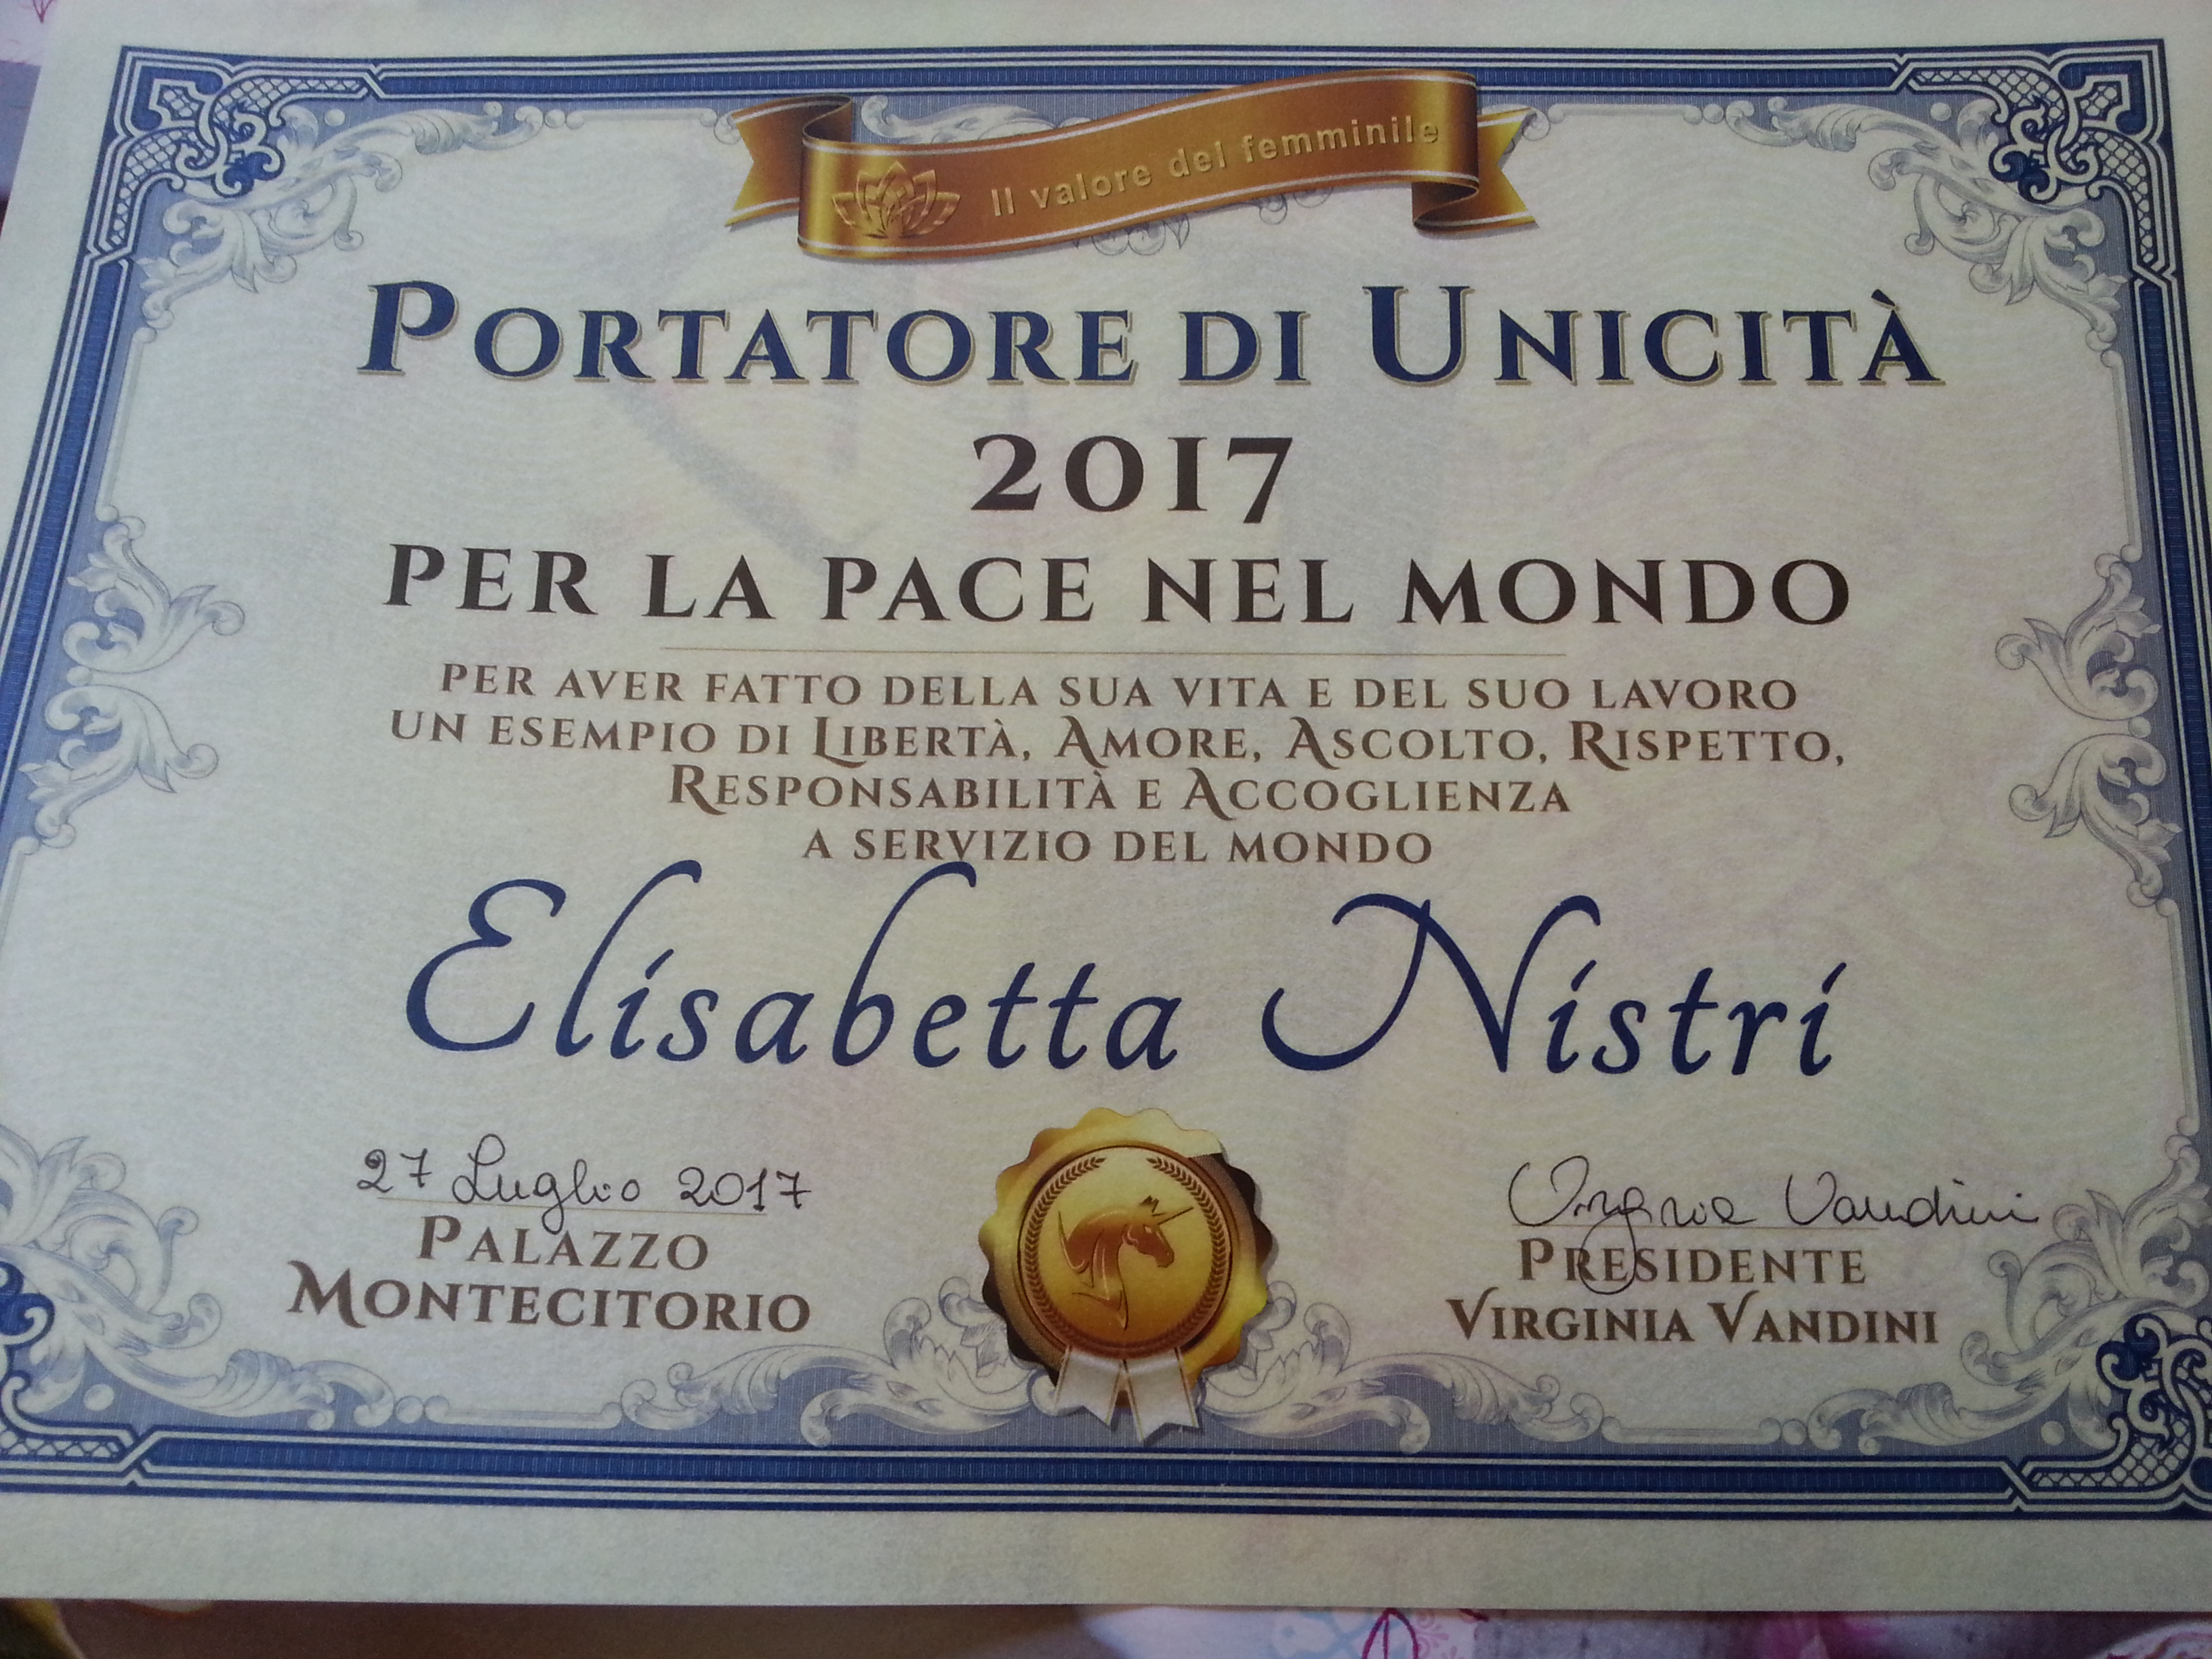 Il valore del femminile
PORTATORE DI UNICITÀ
2017
PER LA PACE NEL MONDO
PER AVER FATTO DELLA SUA VITA E DEL SUO LAVORO
UN ESEMPIO DI LIBERTÀ, AMORE, ASCOLTO, RISPETTO,
RESPONSABILITÀ E ACCOGLIENZA
A SERVIZIO DEL MONDO
Elisabetta Nistri
27 Luglio 2017
PALAZZO
MONTECITORIO
Virginia Vandini
PRESIDENTE
VIRGINIA VANDINI